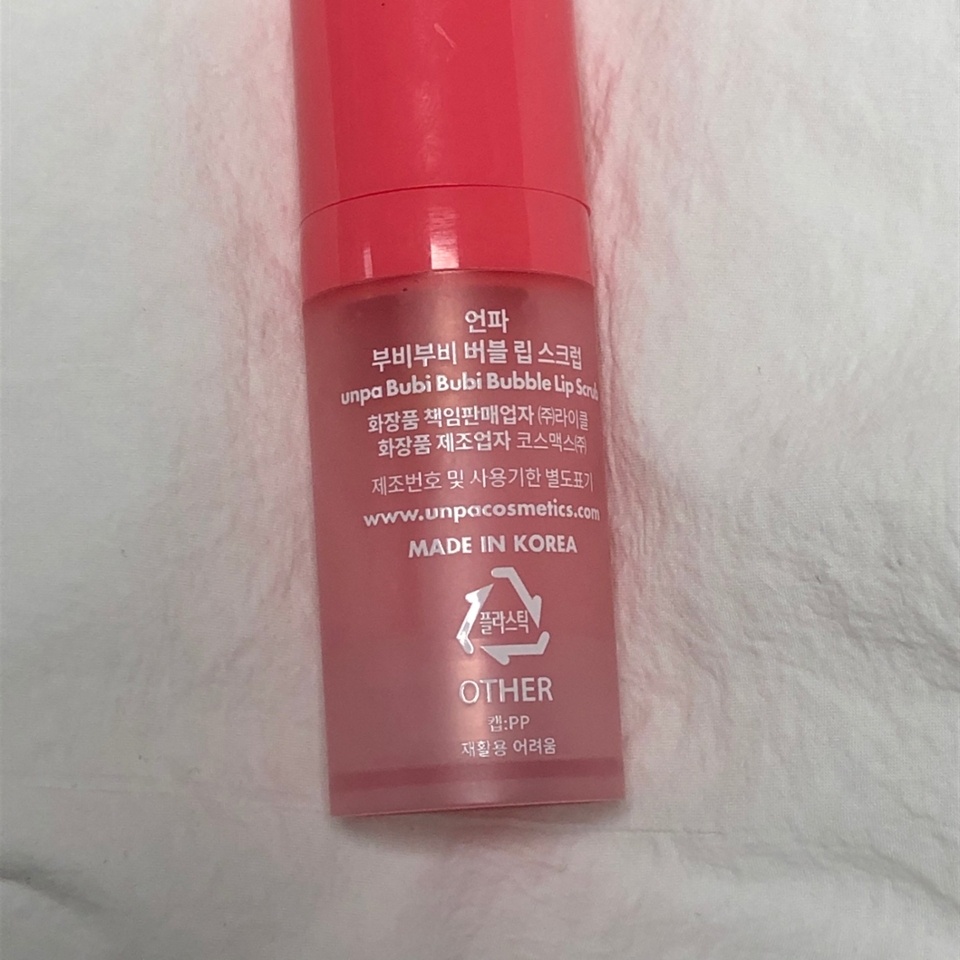 언파
부비부비 버블 립 스크럽
unpa Bubi Bubi Bubble Lip Scrub
화장품 책임판매업자 ㈜라이클
화장품 제조업자 코스맥스㈜
제조번호 및 사용기한 별도표기
www.unpacosmetics.com
MADE IN KOREA
플라스틱
OTHER
캡:PP
재활용 어려움